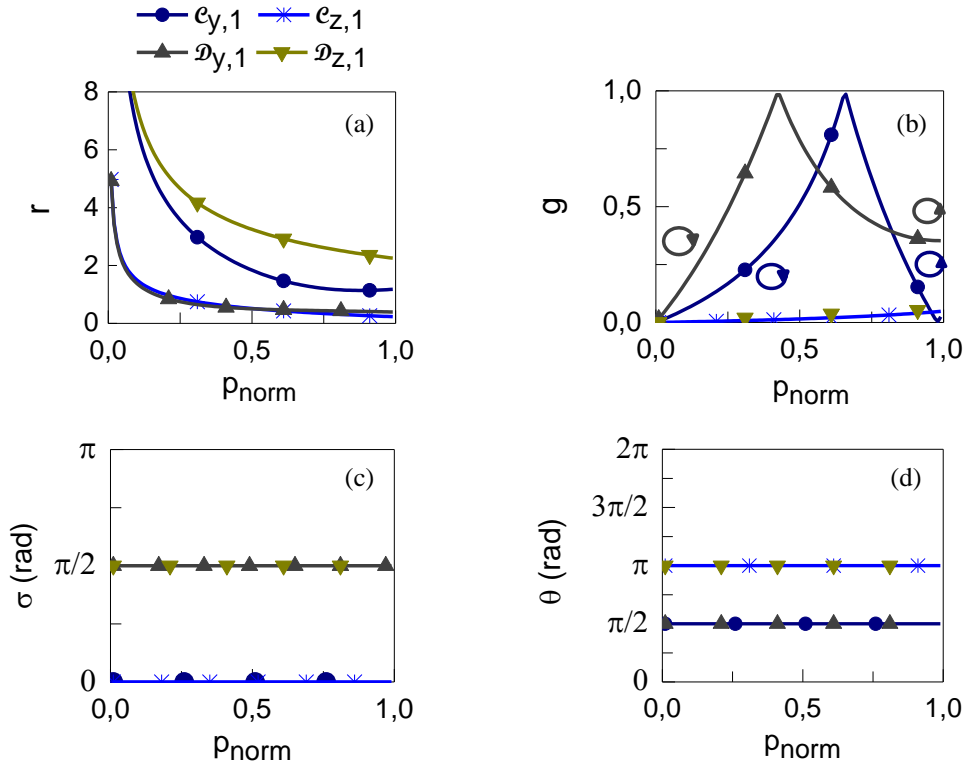 𝒞y,1 𝒞z,1
𝒟y,1 𝒟z,1
(a)
r
8
6
4
2
0
0,0 0,5 1,0
pnorm
(b)
g
1,0
0,5
0,0
0,0 0,5 1,0
pnorm
(c)
σ (rad)
π
π/2
0
0,0 0,5 1,0
pnorm
(d)
θ (rad)
2π
3π/2
π
π/2
0
0,0 0,5 1,0
pnorm